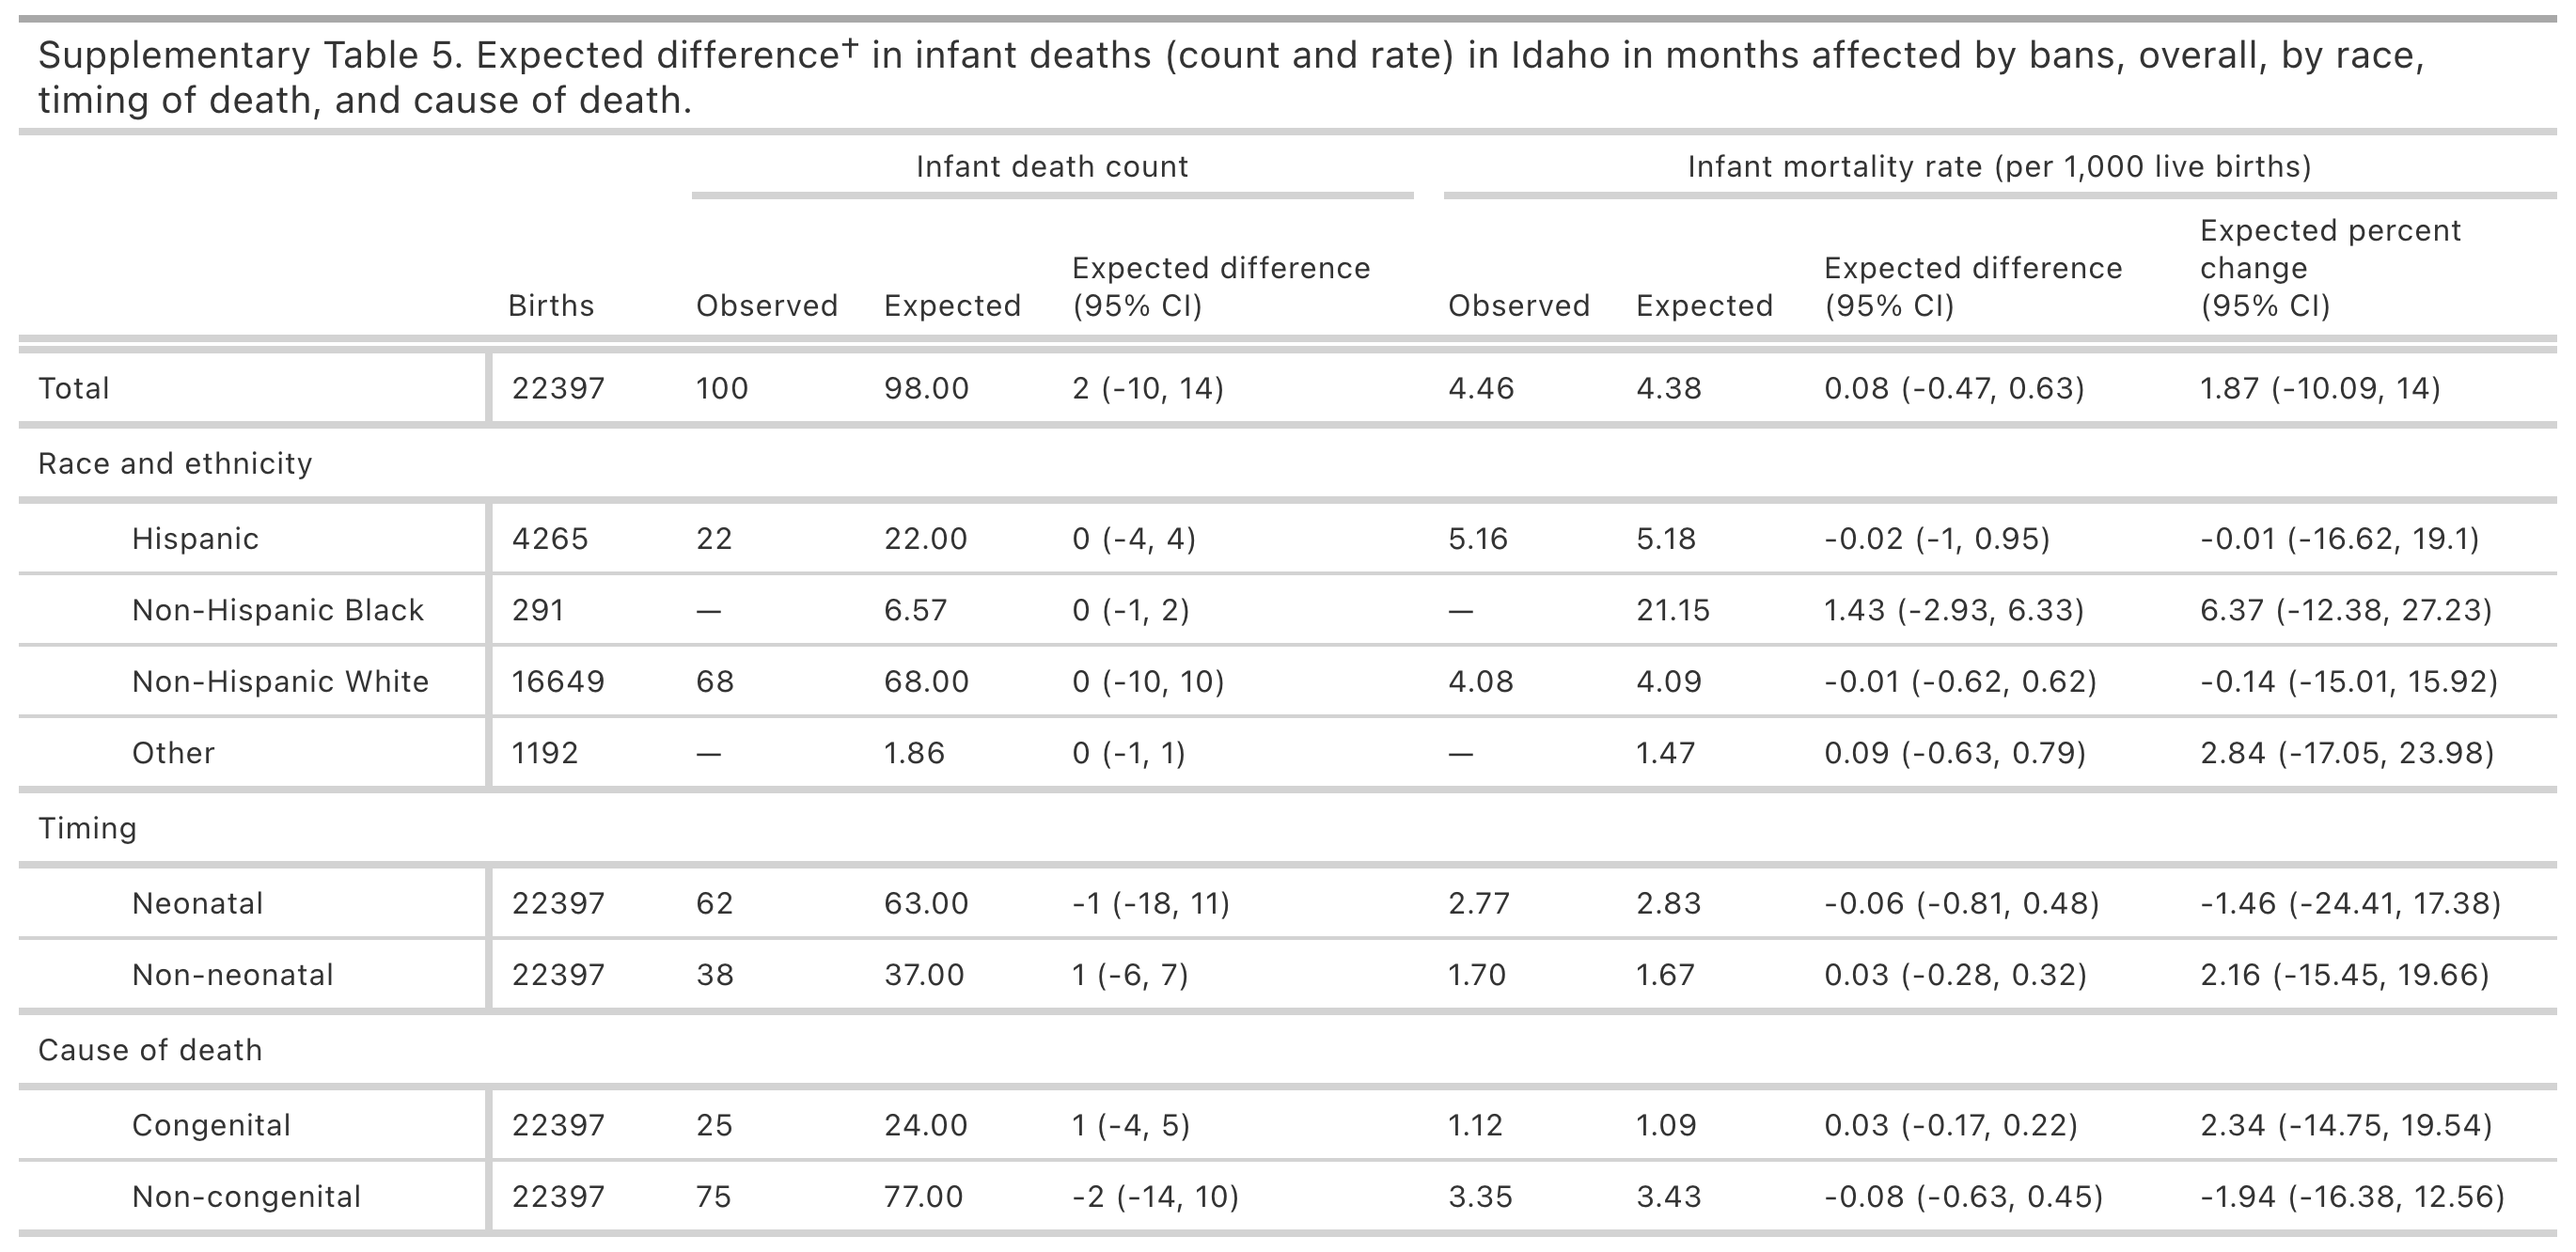 Supplementary Table 5. Expected difference† in infant deaths (count and rate) in Idaho in months affected by bans, overall, by race,
timing of death, and cause of death.
Infant death count Infant mortality rate (per 1,000 live births)
Births Observed Expected Expected difference (95% CI) Observed Expected Expected difference (95% CI) Expected percent change (95% CI)
Total 22397 100 98.00 2 (-10, 14) 4.46 4.38 0.08 (-0.47, 0.63) 1.87 (-10.09, 14)
Race and ethnicity
Hispanic 4265 22 22.00 0 (-4, 4) 5.16 5.18 -0.02 (-1, 0.95) -0.01 (-16.62, 19.1)
Non-Hispanic Black 291 — 6.57 0 (-1, 2) — 21.15 1.43 (-2.93, 6.33) 6.37 (-12.38, 27.23)
Non-Hispanic White 16649 68 68.00 0 (-10, 10) 4.08 4.09 -0.01 (-0.62, 0.62) -0.14 (-15.01, 15.92)
Other 1192 — 1.86 0 (-1, 1) — 1.47 0.09 (-0.63, 0.79) 2.84 (-17.05, 23.98)
Timing
Neonatal 22397 62 63.00 -1 (-18, 11) 2.77 2.83 -0.06 (-0.81, 0.48) -1.46 (-24.41, 17.38)
Non-neonatal 22397 38 37.00 1 (-6, 7) 1.70 1.67 0.03 (-0.28, 0.32) 2.16 (-15.45, 19.66)
Cause of death
Congenital 22397 25 24.00 1 (-4, 5) 1.12 1.09 0.03 (-0.17, 0.22) 2.34 (-14.75, 19.54)
Non-congenital 22397 75 77.00 -2 (-14, 10) 3.35 3.43 -0.08 (-0.63, 0.45) -1.94 (-16.38, 12.56)